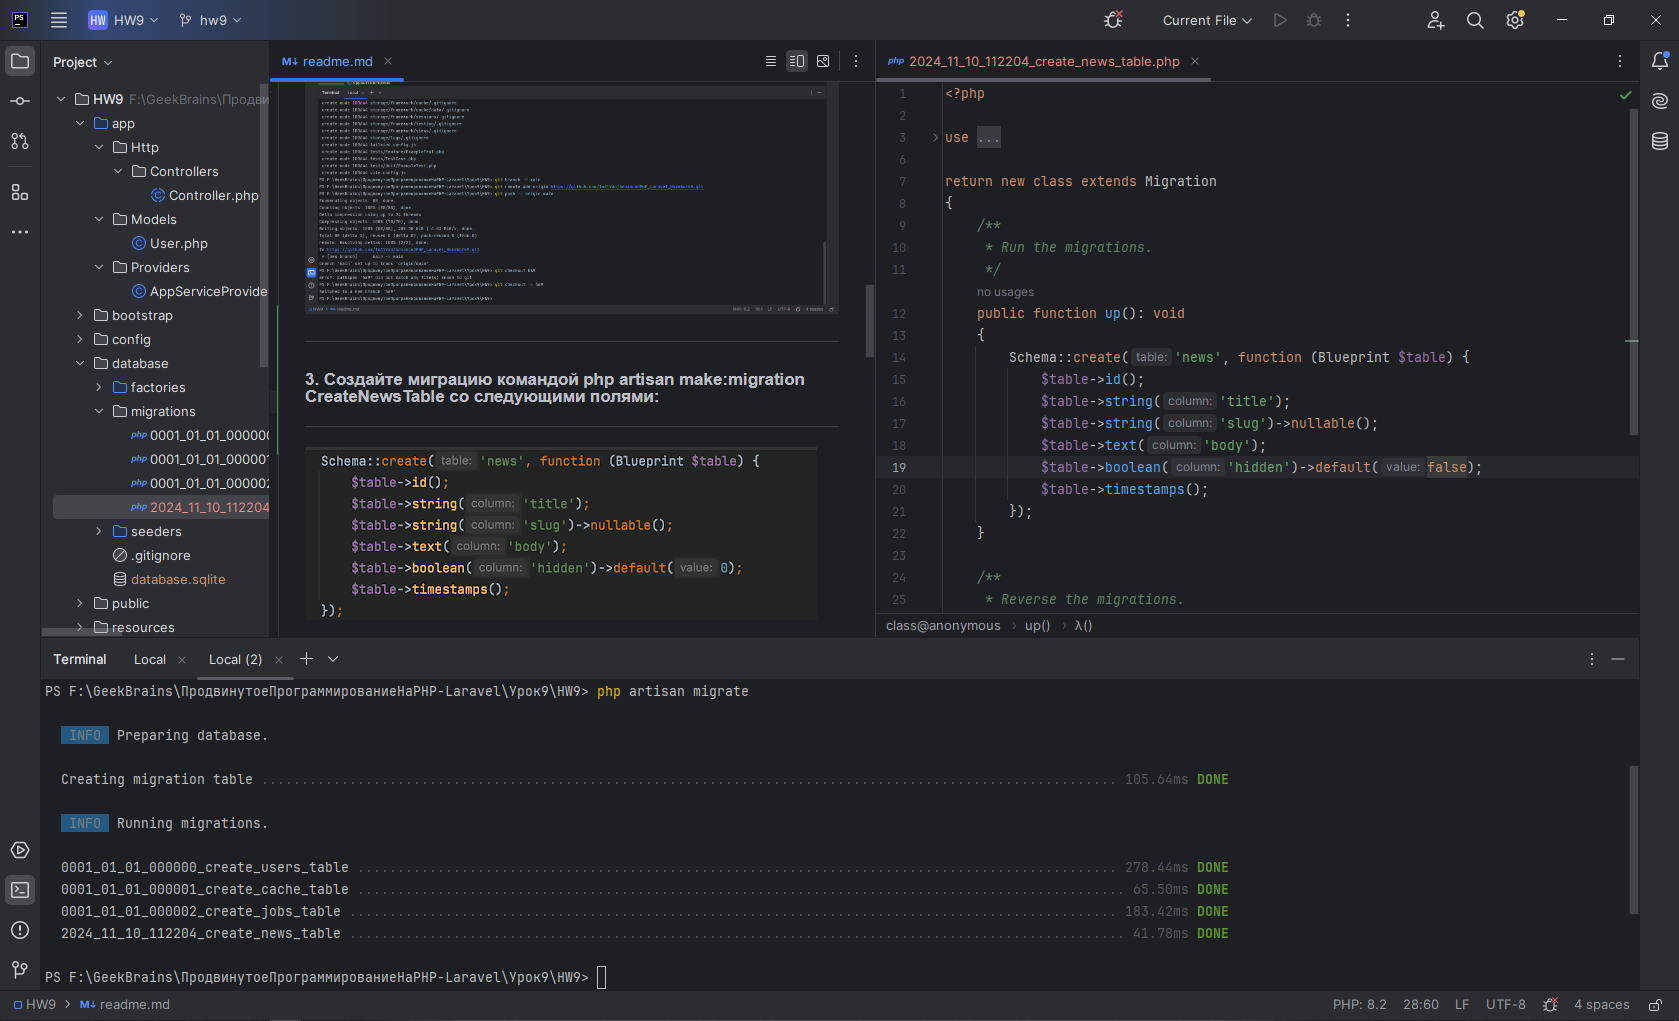 PS
HW HW9
hw9
Current File
Project
HW9 F:\GeekBrains\Продвин
app
Http
Controllers
Controller.php
Models
User.php
Providers
AppServiceProvide
bootstrap
config
database
factories
migrations
php 0001_01_01_000000
php 0001_01_01_000001
php 0001_01_01_000002
php 2024_11_10_112204
seeders
.gitignore
database.sqlite
public
resources
M↓ readme.md
3. Создайте миграцию командой php artisan make:migration
CreateNewsTable со следующими полями:
Schema::create( table: 'news', function (Blueprint $table) {
$table->id();
$table->string( column: 'title');
$table->string( column: 'slug')->nullable();
$table->text( column: 'body');
$table->boolean( column: 'hidden')->default( value: 0);
$table->timestamps();
});
php 2024_11_10_112204_create_news_table.php
1 <?php
2
3 use ...
6
7 return new class extends Migration
8 {
9 /**
10 * Run the migrations.
11 */
no usages
12 public function up(): void
13 {
14 Schema::create( table: 'news', function (Blueprint $table) {
15 $table->id();
16 $table->string( column: 'title');
17 $table->string( column: 'slug')->nullable();
18 $table->text( column: 'body');
19 $table->boolean( column: 'hidden')->default( value: false);
20 $table->timestamps();
21 });
22 }
23
24 /**
25 * Reverse the migrations.
class@anonymous › up() › λ()
Terminal Local Local (2)
PS F:\GeekBrains\ПродвинутоеПрограммированиеНаPHP-Laravel\Урок9\HW9> php artisan migrate
INFO Preparing database.
Creating migration table ........ 105.64ms DONE
INFO Running migrations.
0001_01_01_000000_create_users_table ........ 278.44ms DONE
0001_01_01_000001_create_cache_table ........ 65.50ms DONE
0001_01_01_000002_create_jobs_table ........ 183.42ms DONE
2024_11_10_112204_create_news_table ........ 41.78ms DONE
PS F:\GeekBrains\ПродвинутоеПрограммированиеНаPHP-Laravel\Урок9\HW9>
HW9 › M↓ readme.md
PHP: 8.2 28:60 LF UTF-8 4 spaces